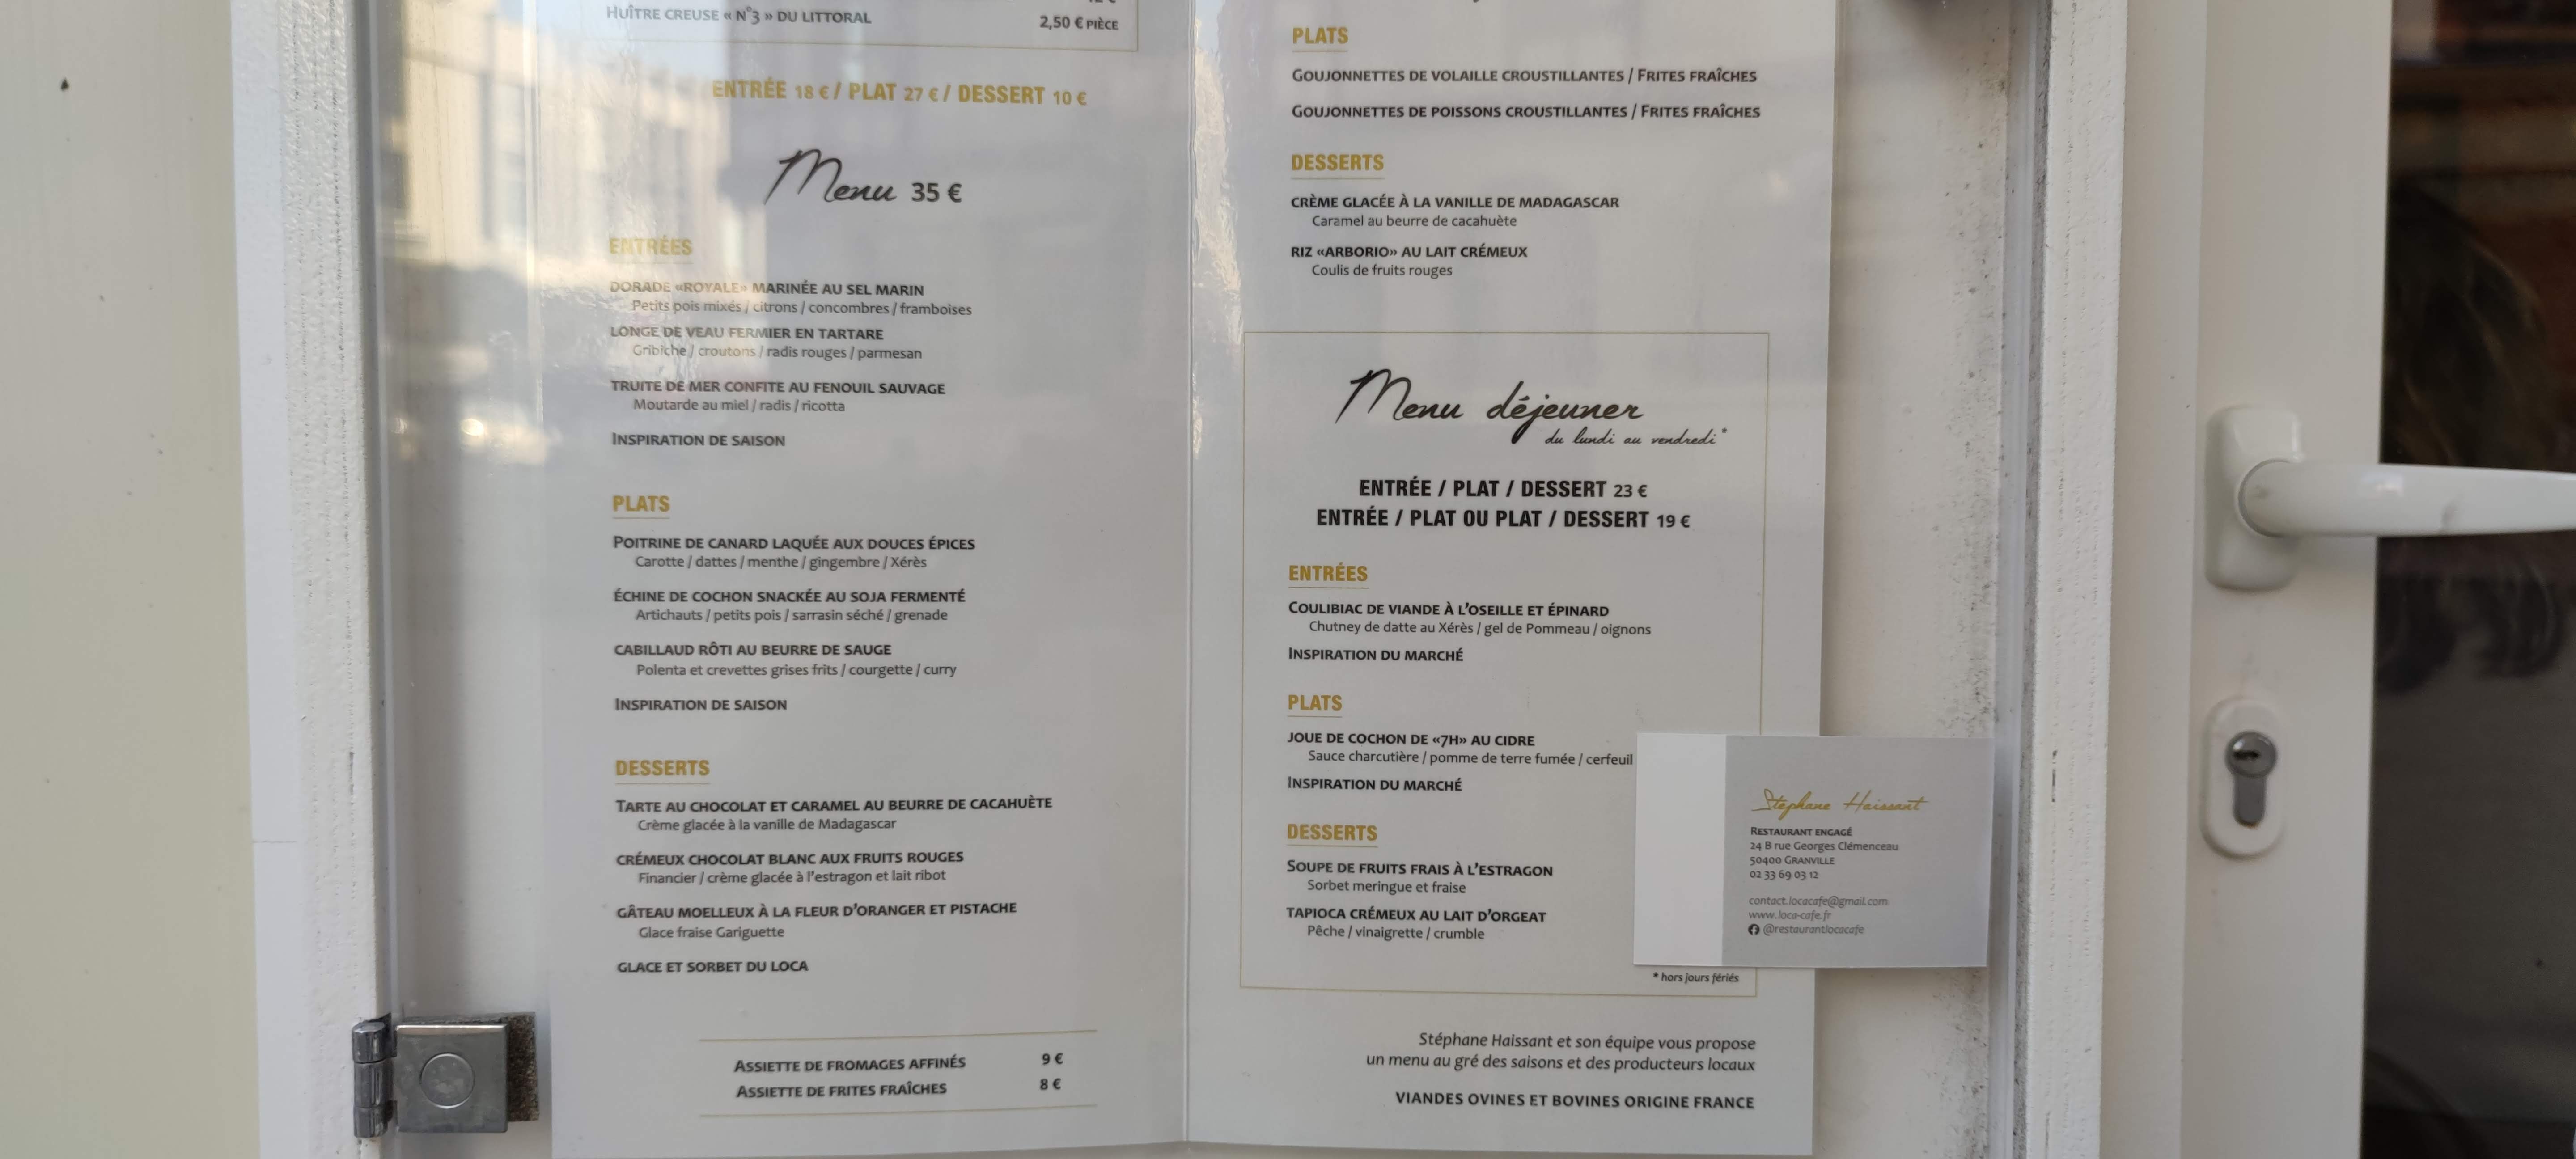 HUÎTRE CREUSE « N°3 » DU LITTORAL 2,50 € PIÈCE
ENTRÉE 18 € / PLAT 27 € / DESSERT 10 €
Menu 35 €
ENTRÉES
DORADE «ROYALE» MARINÉE AU SEL MARIN
Petits pois mixés / citrons / concombres / framboises
LONGE DE VEAU FERMIER EN TARTARE
Gribiche / croutons / radis rouges / parmesan
TRUITE DE MER CONFITE AU FENOUIL SAUVAGE
Moutarde au miel / radis / ricotta
INSPIRATION DE SAISON
PLATS
POITRINE DE CANARD LAQUÉE AUX DOUCES ÉPICES
Carotte / dattes / menthe / gingembre / Xérès
ÉCHINE DE COCHON SNACKÉE AU SOJA FERMENTÉ
Artichauts / petits pois / sarrasin séché / grenade
CABILLAUD RÔTI AU BEURRE DE SAUGE
Polenta et crevettes grises frits / courgette / curry
INSPIRATION DE SAISON
DESSERTS
TARTE AU CHOCOLAT ET CARAMEL AU BEURRE DE CACAHUÈTE
Crème glacée à la vanille de Madagascar
CRÉMEUX CHOCOLAT BLANC AUX FRUITS ROUGES
Financier / crème glacée à l'estragon et lait ribot
GÂTEAU MOELLEUX À LA FLEUR D'ORANGER ET PISTACHE
Glace fraise Gariguette
GLACE ET SORBET DU LOCA
ASSIETTE DE FROMAGES AFFINÉS 9 €
ASSIETTE DE FRITES FRAÎCHES 8 €
PLATS
GOUJONNETTES DE VOLAILLE CROUSTILLANTES / FRITES FRAÎCHES
GOUJONNETTES DE POISSONS CROUSTILLANTES / FRITES FRAÎCHES
DESSERTS
CRÈME GLACÉE À LA VANILLE DE MADAGASCAR
Caramel au beurre de cacahuète
RIZ «ARBORIO» AU LAIT CRÉMEUX
Coulis de fruits rouges
Menu déjeuner
du lundi au vendredi*
ENTRÉE / PLAT / DESSERT 23 €
ENTRÉE / PLAT OU PLAT / DESSERT 19 €
ENTRÉES
COULIBIAC DE VIANDE À L'OSEILLE ET ÉPINARD
Chutney de datte au Xérès / gel de Pommeau / oignons
INSPIRATION DU MARCHÉ
PLATS
JOUE DE COCHON DE «7H» AU CIDRE
Sauce charcutière / pomme de terre fumée / cerfeuil
INSPIRATION DU MARCHÉ
DESSERTS
SOUPE DE FRUITS FRAIS À L'ESTRAGON
Sorbet meringue et fraise
TAPIOCA CRÉMEUX AU LAIT D'ORGEAT
Pêche / vinaigrette / crumble
* hors jours fériés
Stéphane Haissant et son équipe vous propose
un menu au gré des saisons et des producteurs locaux
VIANDES OVINES ET BOVINES ORIGINE FRANCE
Stéphane Haissant
RESTAURANT ENGAGÉ
24 B rue Georges Clémenceau
50400 GRANVILLE
02 33 69 03 12
contact.locacafe@gmail.com
www.loca-cafe.fr
@restaurantlocacafe